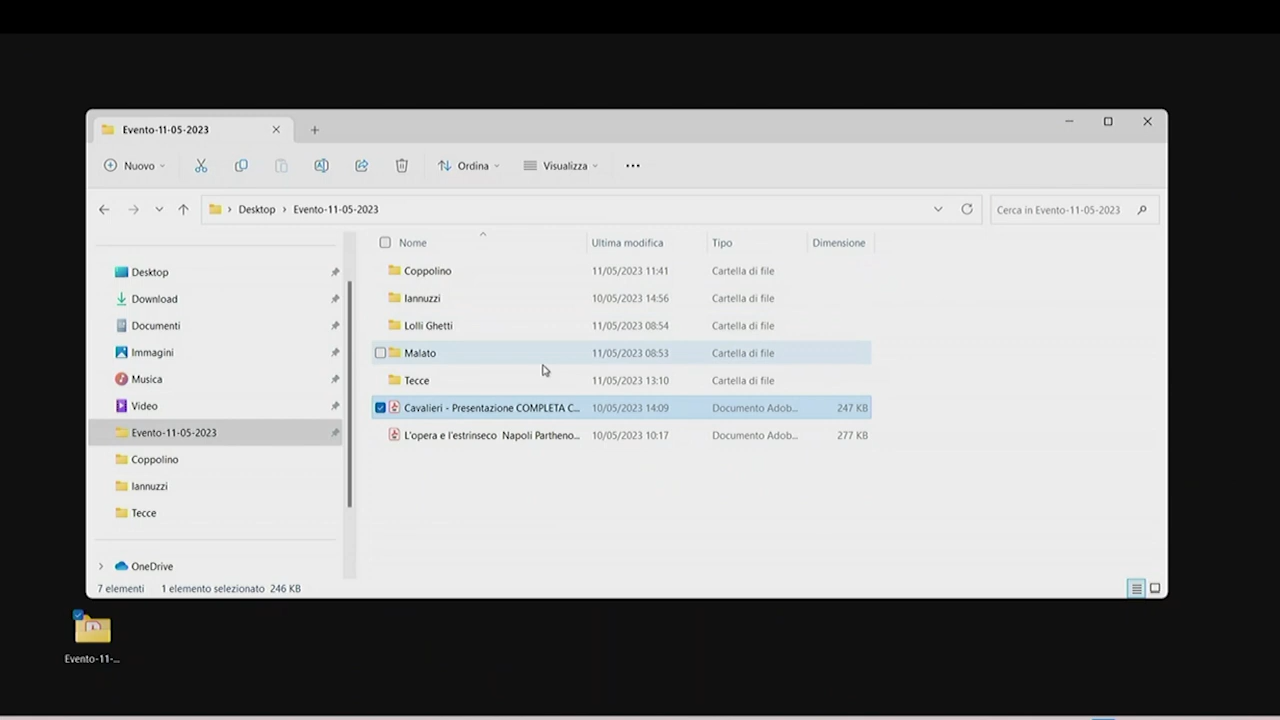 Evento-11-05-2023
Nuovo Ordina Visualizza
Desktop Evento-11-05-2023 Cerca in Evento-11-05-2023
Nome Ultima modifica Tipo Dimensione
Desktop
Download
Documenti
Immagini
Musica
Video
Evento-11-05-2023
Coppolino
Iannuzzi
Tecce
OneDrive
Coppolino 11/05/2023 11:41 Cartella di file
Iannuzzi 10/05/2023 14:56 Cartella di file
Lolli Ghetti 11/05/2023 08:54 Cartella di file
Malato 11/05/2023 08:53 Cartella di file
Tecce 11/05/2023 13:10 Cartella di file
Cavalieri - Presentazione COMPLETA C... 10/05/2023 14:09 Documento Adob... 247 KB
L'opera e l'estrinseco Napoli Partheno... 10/05/2023 10:17 Documento Adob... 277 KB
7 elementi 1 elemento selezionato 246 KB
Evento-11-...